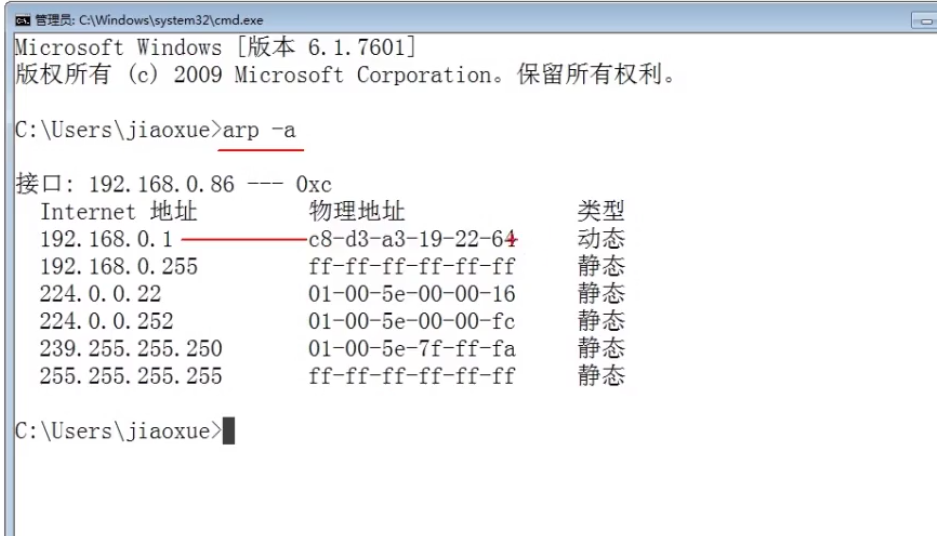 管理员: C:\Windows\system32\cmd.exe
Microsoft Windows [版本 6.1.7601]
版权所有 (c) 2009 Microsoft Corporation。保留所有权利。
C:\Users\jiaoxue>arp -a
接口: 192.168.0.86 --- 0xc
Internet 地址 物理地址 类型
192.168.0.1 c8-d3-a3-19-22-64 动态
192.168.0.255 ff-ff-ff-ff-ff-ff 静态
224.0.0.22 01-00-5e-00-00-16 静态
224.0.0.252 01-00-5e-00-00-fc 静态
239.255.255.250 01-00-5e-7f-ff-fa 静态
255.255.255.255 ff-ff-ff-ff-ff-ff 静态
C:\Users\jiaoxue>